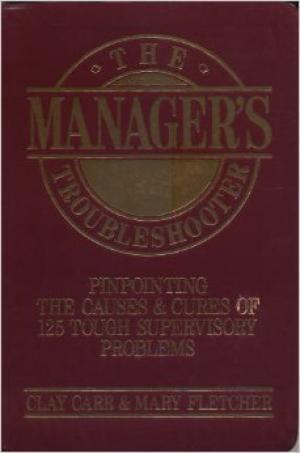 THE
MANAGER'S
TROUBLESHOOTER
PINPOINTING
THE CAUSES & CURES OF
125 TOUGH SUPERVISORY
PROBLEMS
CLAY CARR & MARY FLETCHER